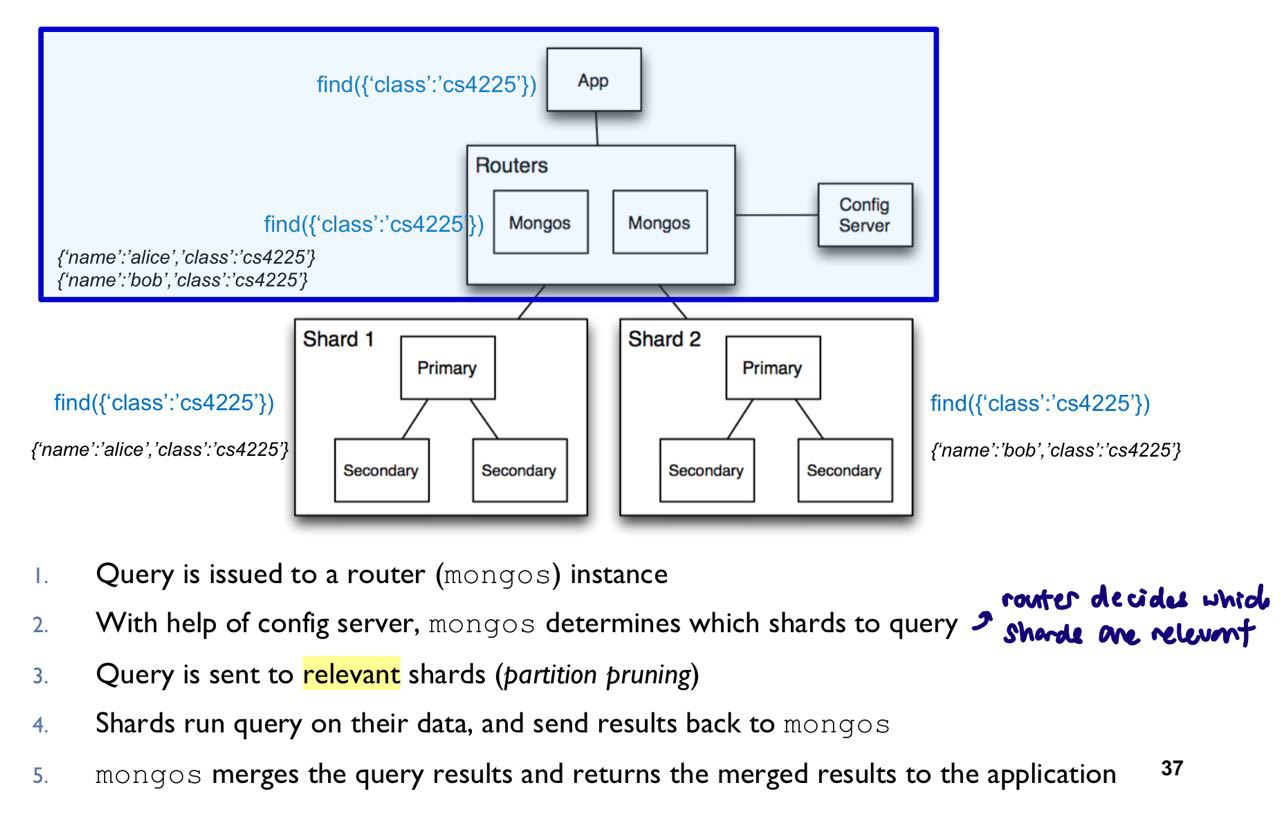 find({‘class’:’cs4225’})
App
Routers
find({‘class’:’cs4225’})
Mongos
Mongos
Config
Server
{‘name’:’alice’,’class’:’cs4225’}
{‘name’:’bob’,’class’:’cs4225’}
Shard 1
Primary
Secondary
Secondary
find({‘class’:’cs4225’})
{‘name’:’alice’,’class’:’cs4225’}
Shard 2
Primary
Secondary
Secondary
find({‘class’:’cs4225’})
{‘name’:’bob’,’class’:’cs4225’}
1. Query is issued to a router (mongos) instance
2. With help of config server, mongos determines which shards to query
router decides which
shards are relevant
3. Query is sent to relevant shards (partition pruning)
4. Shards run query on their data, and send results back to mongos
5. mongos merges the query results and returns the merged results to the application
37